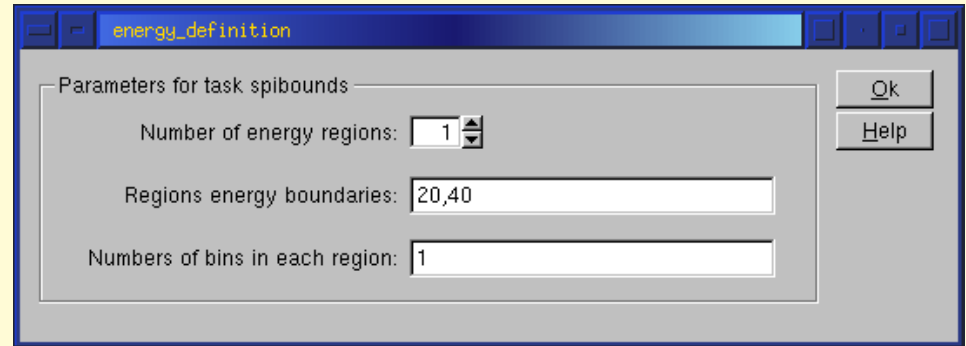 energy_definition
Parameters for task spibounds
Ok
Number of energy regions: 1
Help
Regions energy boundaries: 20,40
Numbers of bins in each region: 1